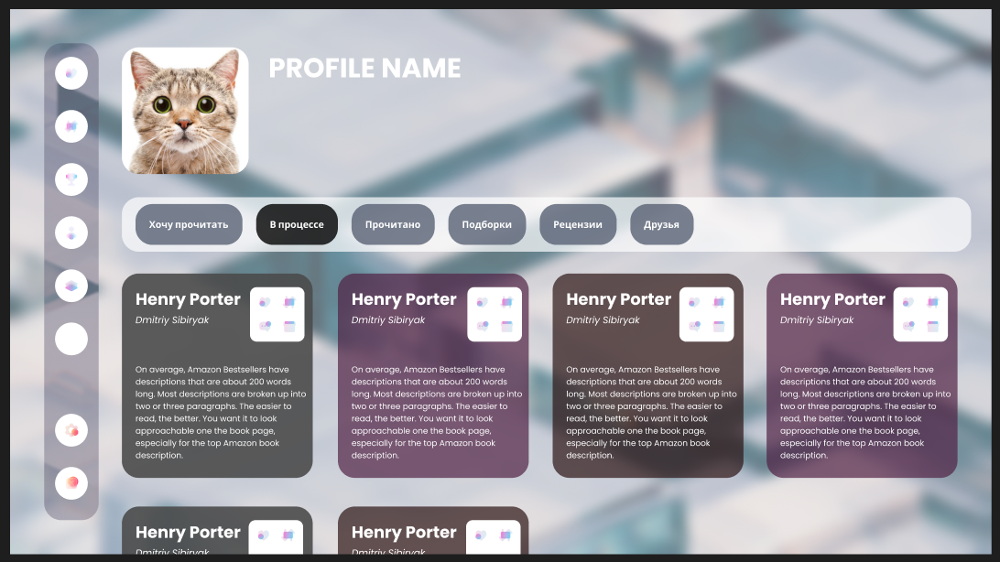 PROFILE NAME
Хочу прочитать
В процессе
Прочитано
Подборки
Рецензии
Друзья
Henry Porter
Dmitriy Sibiryak
On average, Amazon Bestsellers have
descriptions that are about 200 words
long. Most descriptions are broken up into
two or three paragraphs. The easier to
read, the better. You want it to look
approachable one the book page,
especially for the top Amazon book
description.
Henry Porter
Dmitriy Sibiryak
On average, Amazon Bestsellers have
descriptions that are about 200 words
long. Most descriptions are broken up into
two or three paragraphs. The easier to
read, the better. You want it to look
approachable one the book page,
especially for the top Amazon book
description.
Henry Porter
Dmitriy Sibiryak
On average, Amazon Bestsellers have
descriptions that are about 200 words
long. Most descriptions are broken up into
two or three paragraphs. The easier to
read, the better. You want it to look
approachable one the book page,
especially for the top Amazon book
description.
Henry Porter
Dmitriy Sibiryak
On average, Amazon Bestsellers have
descriptions that are about 200 words
long. Most descriptions are broken up into
two or three paragraphs. The easier to
read, the better. You want it to look
approachable one the book page,
especially for the top Amazon book
description.
Henry Porter
Dmitriy Sibiryak
Henry Porter
Dmitriy Sibiryak